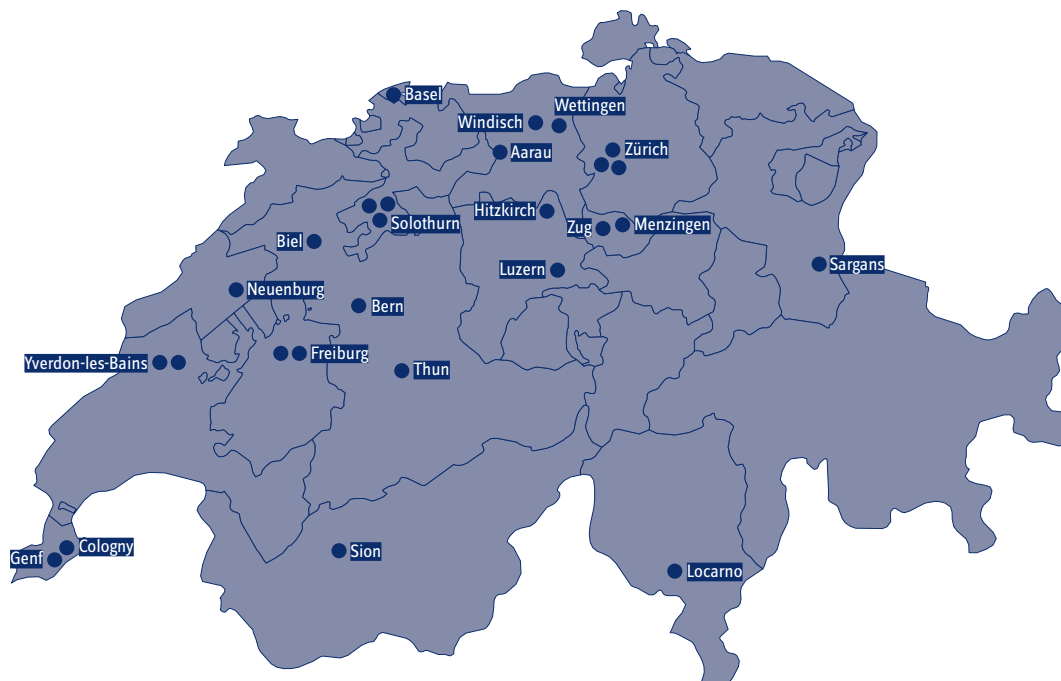 Basel
Wettingen
Windisch
Aarau
Zürich
Hitzkirch
Solothurn
Zug
Menzingen
Biel
Luzern
Sargans
Neuenburg
Bern
Freiburg
Yverdon-les-Bains
Thun
Cologny
Genf
Sion
Locarno